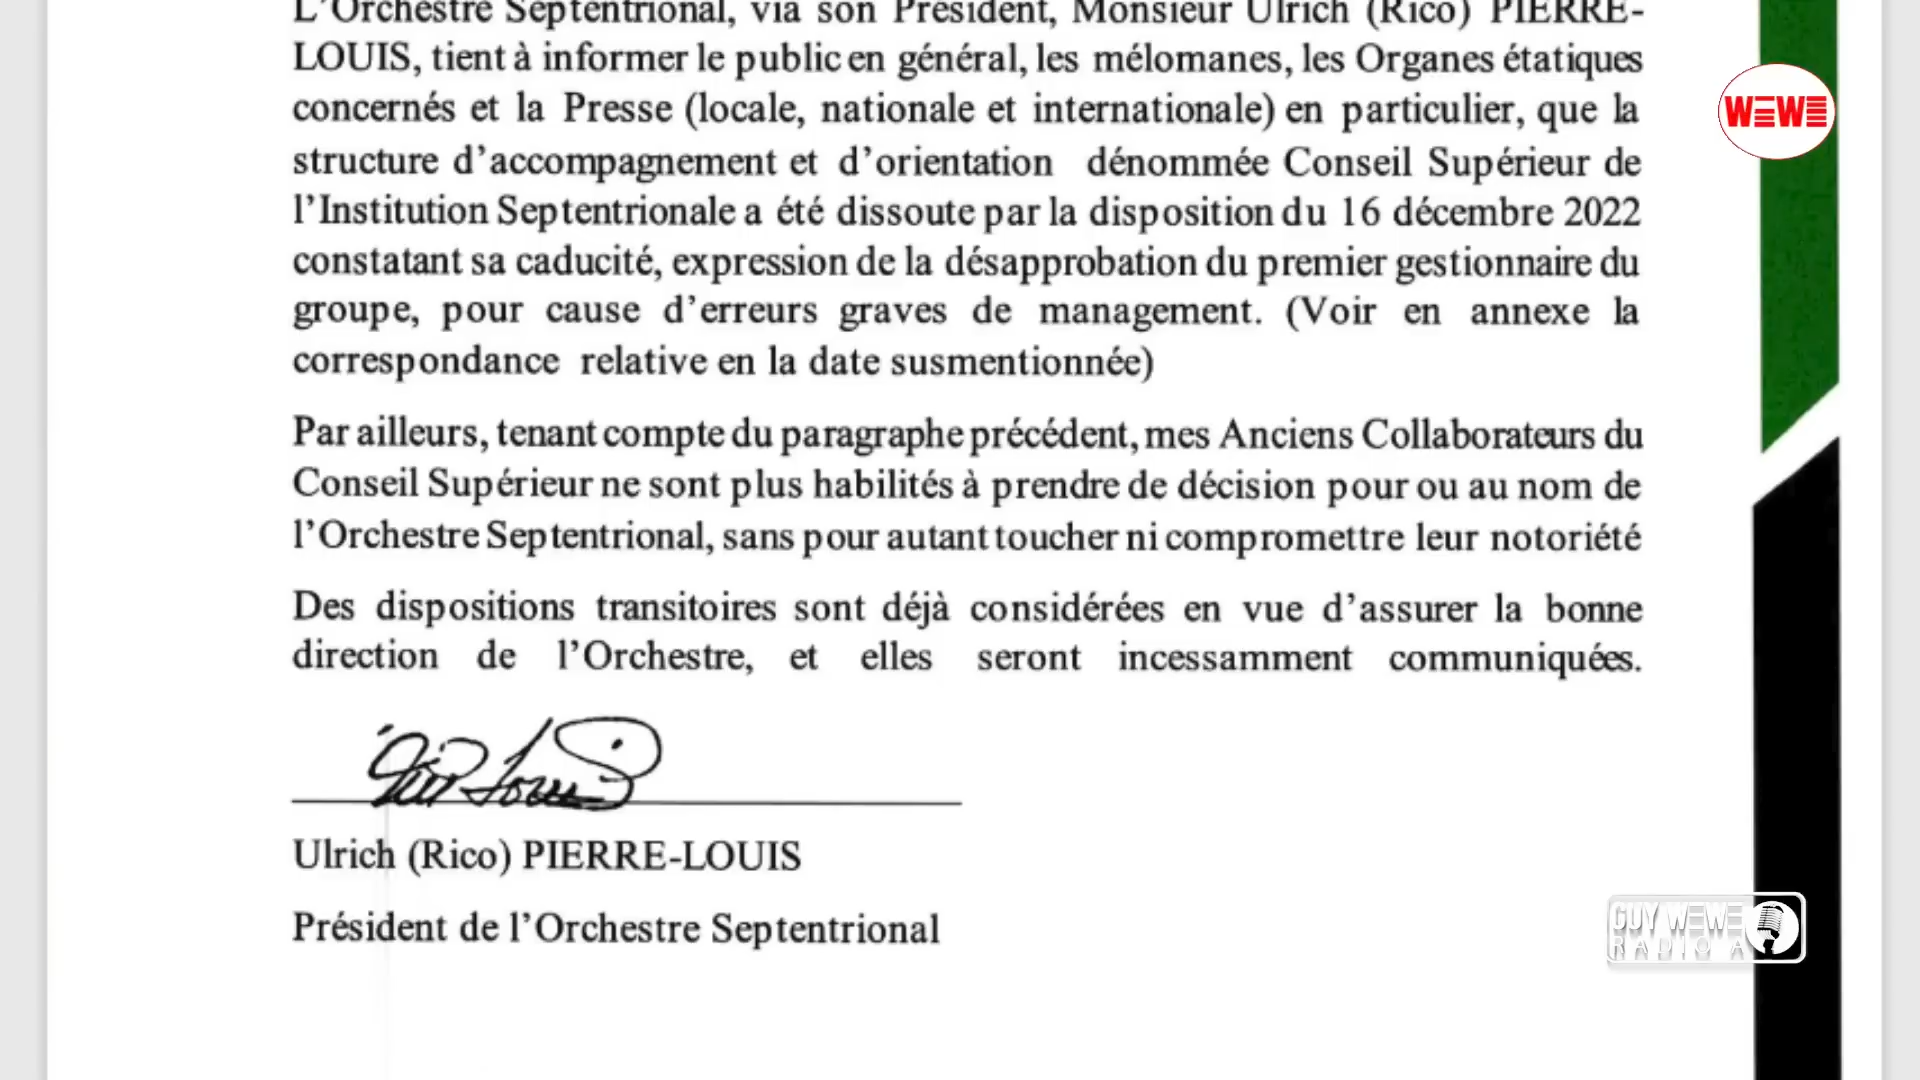 L’Orchestre Septentrional, via son Président, Monsieur Ulrich (Rico) PIERRE-
LOUIS, tient à informer le public en général, les mélomanes, les Organes étatiques
concernés et la Presse (locale, nationale et internationale) en particulier, que la
structure d’accompagnement et d’orientation dénommée Conseil Supérieur de
l’Institution Septentrionale a été dissoute par la disposition du 16 décembre 2022
constatant sa caducité, expression de la désapprobation du premier gestionnaire du
groupe, pour cause d’erreurs graves de management. (Voir en annexe la
correspondance relative en la date susmentionnée)
Par ailleurs, tenant compte du paragraphe précédent, mes Anciens Collaborateurs du
Conseil Supérieur ne sont plus habilités à prendre de décision pour ou au nom de
l’Orchestre Septentrional, sans pour autant toucher ni compromettre leur notoriété
Des dispositions transitoires sont déjà considérées en vue d’assurer la bonne
direction de l’Orchestre, et elles seront incessamment communiquées.
Ulrich (Rico) PIERRE-LOUIS
Président de l’Orchestre Septentrional
WEWE
GUY WEWE
RADIO A